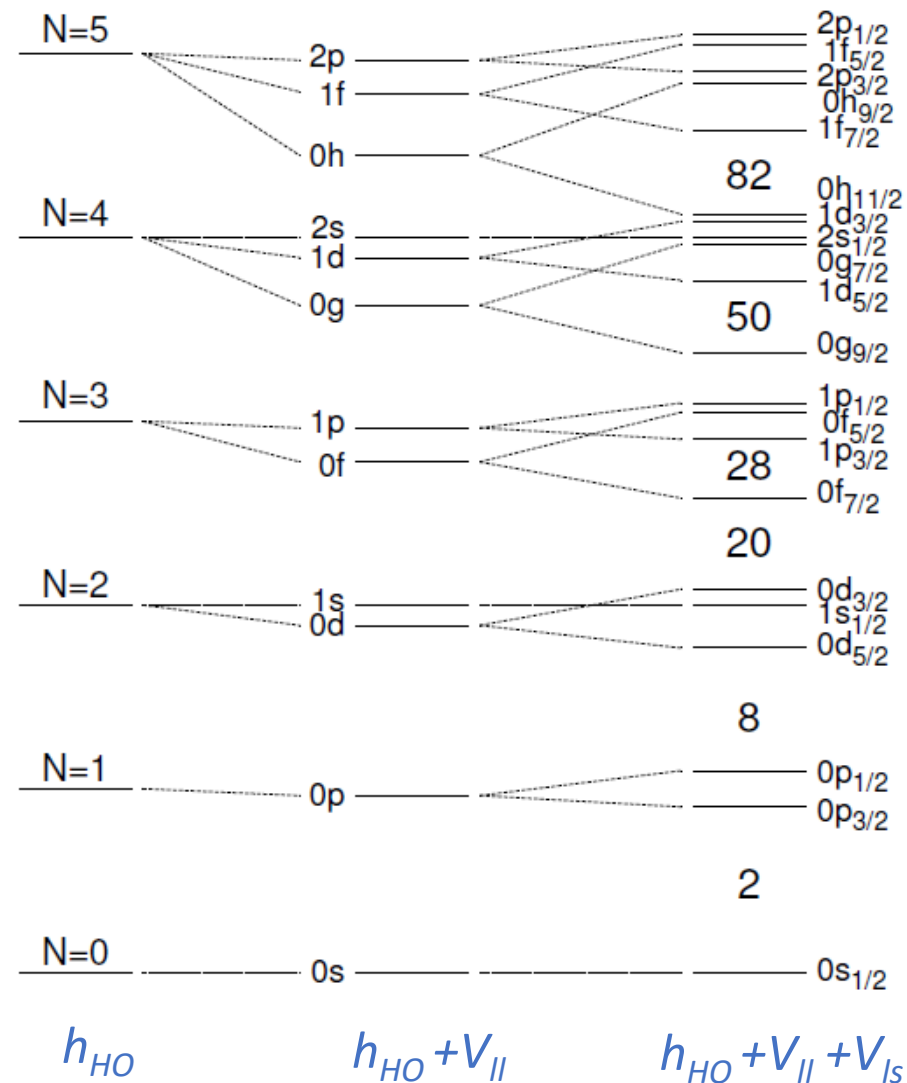 N=5
2p
2p1/2
1f
1f5/2
2p3/2
0h9/2
1f7/2
0h
82
0h11/2
N=4
2s
1d3/2
2s1/2
1d
0g7/2
1d5/2
0g
50
0g9/2
N=3
1p
1p1/2
0f5/2
0f
1p3/2
28
0f7/2
20
N=2
1s
0d3/2
1s1/2
0d
0d5/2
8
N=1
0p
0p1/2
0p3/2
2
N=0
0s
0s1/2
hHO
hHO +Vll
hHO +Vll +Vls